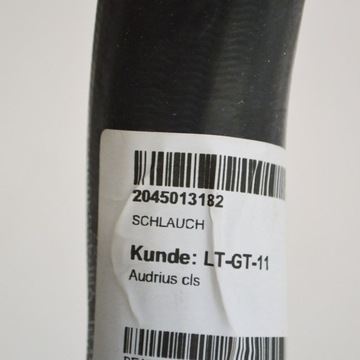 2045013182
SCHLAUCH
Kunde: LT-GT-11
Audrius cls